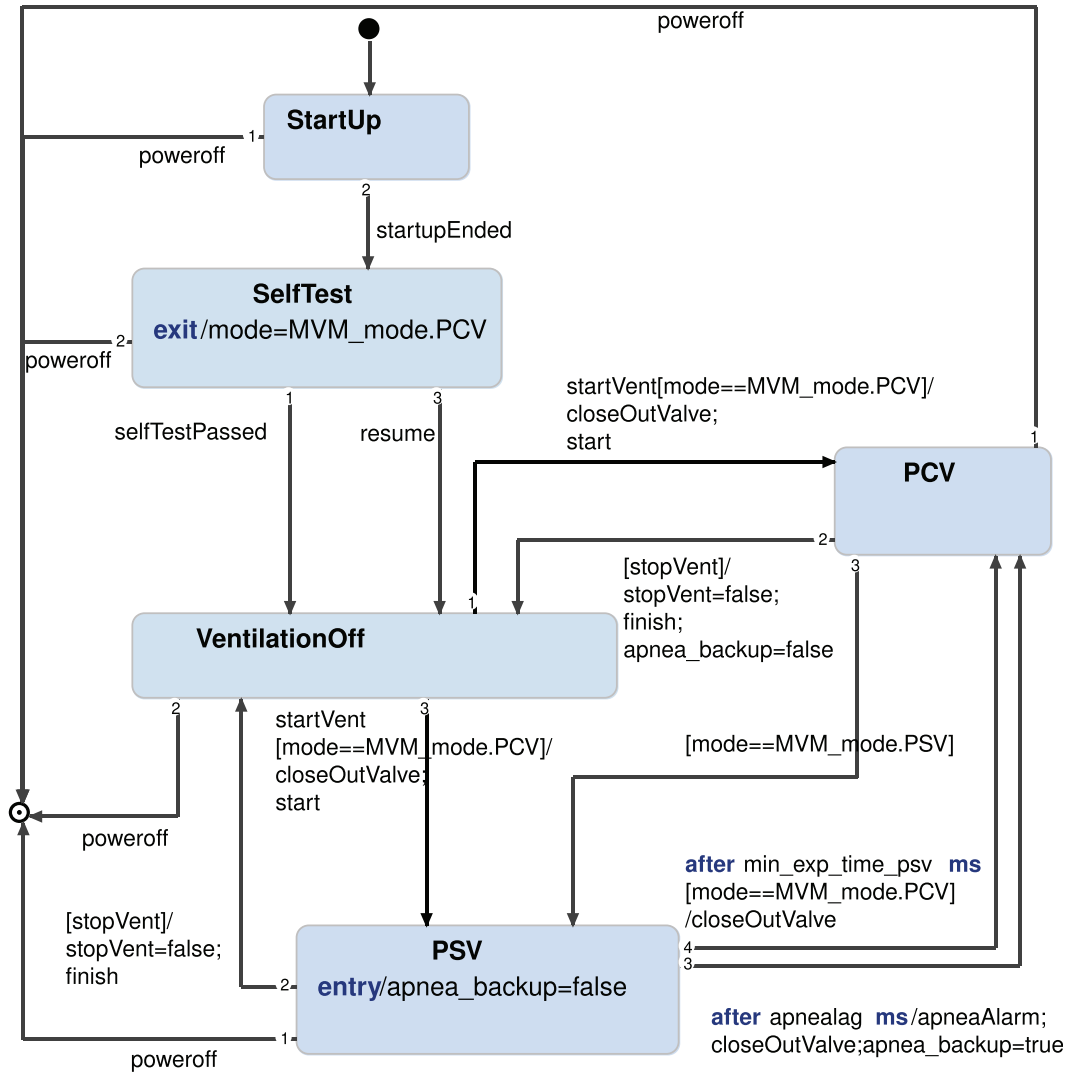 poweroff
StartUp
1
poweroff
2
startupEnded
SelfTest
exit/mode=MVM_mode.PCV
2
poweroff
1
3
selfTestPassed
resume
startVent[mode==MVM_mode.PCV]/
closeOutValve;
start
1
PCV
2
3
[stopVent]/
stopVent=false;
finish;
apnea_backup=false
1
VentilationOff
2
3
startVent
[mode==MVM_mode.PCV]/
closeOutValve;
start
[mode==MVM_mode.PSV]
poweroff
after min_exp_time_psv ms
[mode==MVM_mode.PCV]
/closeOutValve
[stopVent]/
stopVent=false;
finish
PSV
entry/apnea_backup=false
4
3
2
1
after apnealag ms/apneaAlarm;
closeOutValve;apnea_backup=true
poweroff